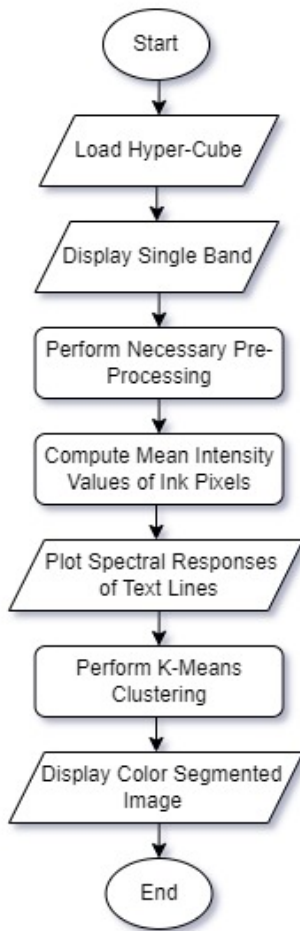 Start
Load Hyper-Cube
Display Single Band
Perform Necessary Pre-
Processing
Compute Mean Intensity
Values of Ink Pixels
Plot Spectral Responses
of Text Lines
Perform K-Means
Clustering
Display Color Segmented
Image
End